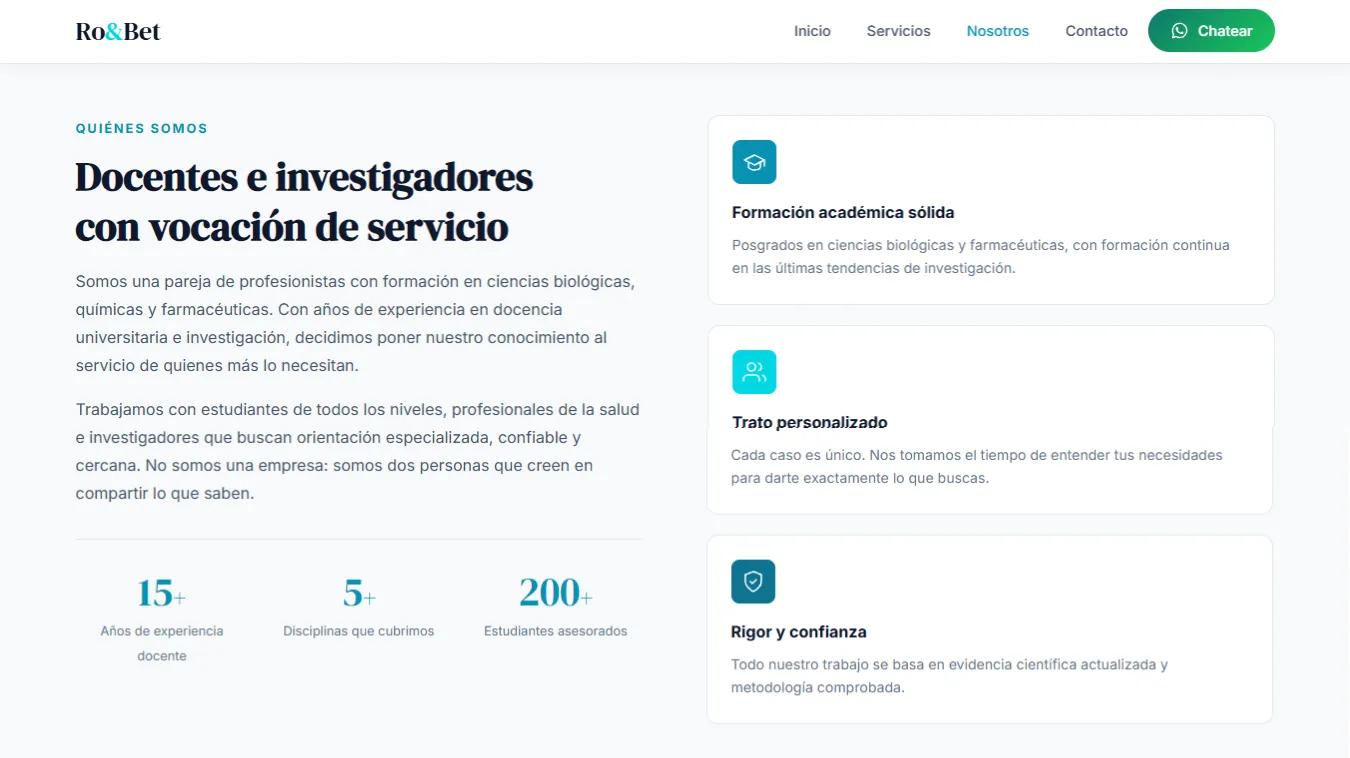 Ro&Bet
Inicio
Servicios
Nosotros
Contacto
Chatear
QUIÉNES SOMOS
Docentes e investigadores
con vocación de servicio
Somos una pareja de profesionistas con formación en ciencias biológicas,
químicas y farmacéuticas. Con años de experiencia en docencia
universitaria e investigación, decidimos poner nuestro conocimiento al
servicio de quienes más lo necesitan.
Trabajamos con estudiantes de todos los niveles, profesionales de la salud
e investigadores que buscan orientación especializada, confiable y
cercana. No somos una empresa: somos dos personas que creen en
compartir lo que saben.
15+
Años de experiencia
docente
5+
Disciplinas que cubrimos
200+
Estudiantes asesorados
Formación académica sólida
Posgrados en ciencias biológicas y farmacéuticas, con formación continua
en las últimas tendencias de investigación.
Trato personalizado
Cada caso es único. Nos tomamos el tiempo de entender tus necesidades
para darte exactamente lo que buscas.
Rigor y confianza
Todo nuestro trabajo se basa en evidencia científica actualizada y
metodología comprobada.